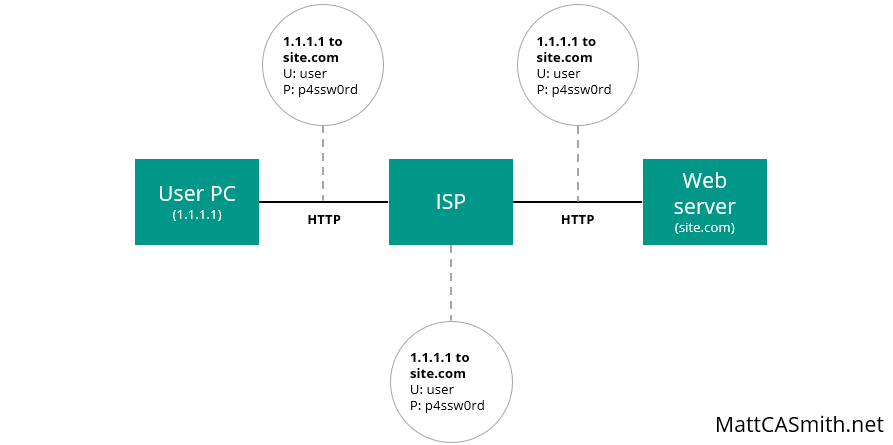 1.1.1.1 to
site.com
U: user
P: p4ssw0rd
1.1.1.1 to
site.com
U: user
P: p4ssw0rd
User PC
(1.1.1.1)
HTTP
ISP
HTTP
Web
server
(site.com)
1.1.1.1 to
site.com
U: user
P: p4ssw0rd
MattCASmith.net